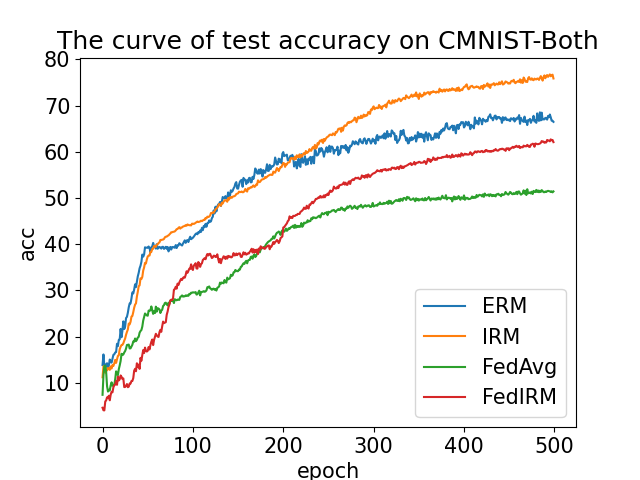 The curve of test accuracy on CMNIST-Both
80
70
60
50
40
30
20
10
acc
ERM
IRM
FedAvg
FedIRM
0 100 200 300 400 500
epoch